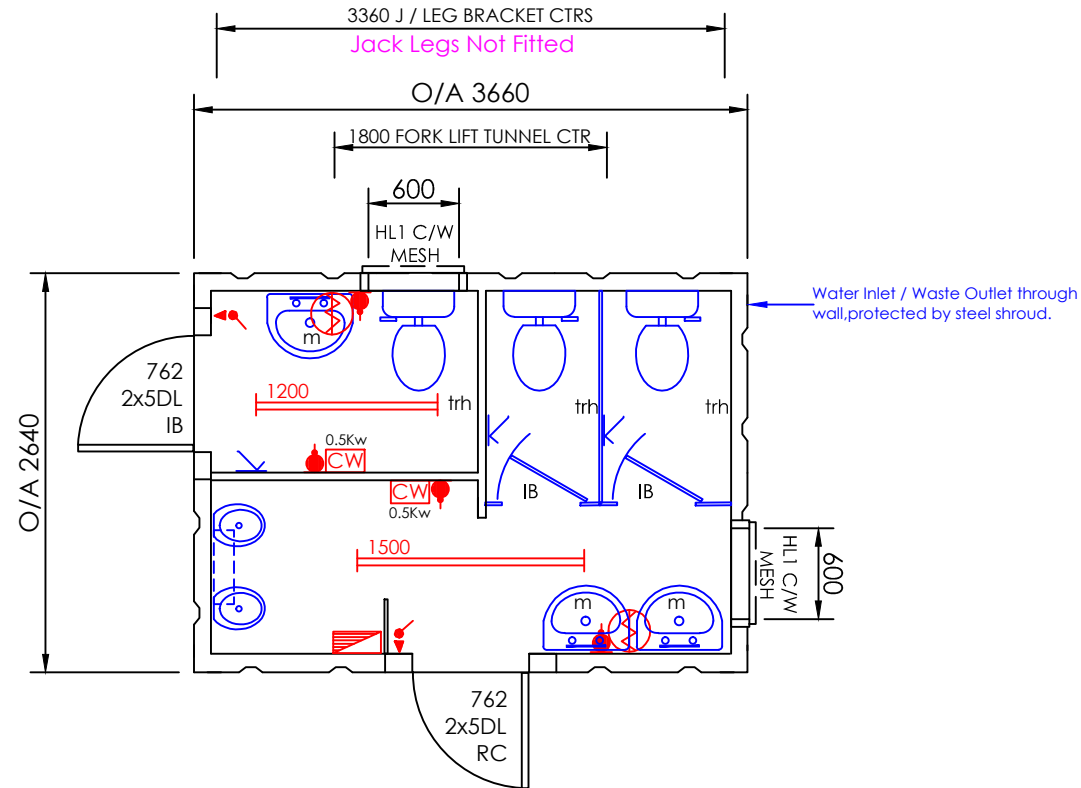 3360 J / LEG BRACKET CTRS
Jack Legs Not Fitted
O/A 3660
1800 FORK LIFT TUNNEL CTR
600
HL1 C/W
MESH
Water Inlet / Waste Outlet through
wall,protected by steel shroud.
m
762
2x5DL
IB
1200
trh
trh
trh
0.5Kw
CW
O/A 2640
IB
IB
CW
0.5Kw
1500
HL1 C/W
MESH
600
m
m
762
2x5DL
RC